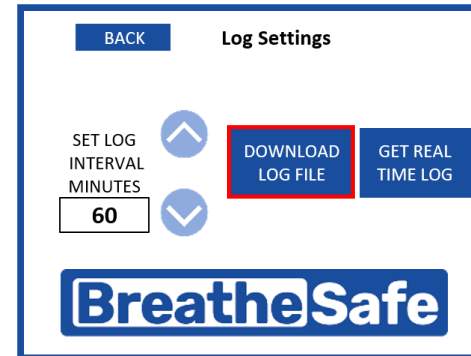 BACK
Log Settings
SET LOG
INTERVAL
MINUTES
60
DOWNLOAD
LOG FILE
GET REAL
TIME LOG
BreatheSafe